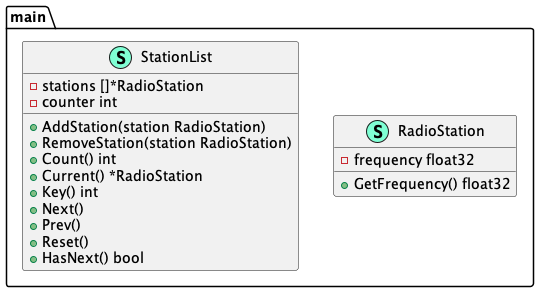 main
S StationList
stations []*RadioStation
counter int
AddStation(station RadioStation)
RemoveStation(station RadioStation)
Count() int
Current() *RadioStation
Key() int
Next()
Prev()
Reset()
HasNext() bool
S RadioStation
frequency float32
GetFrequency() float32